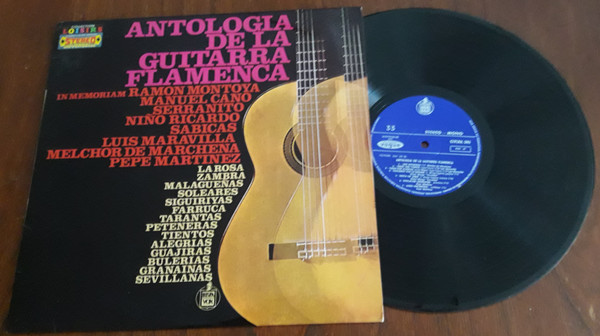 STEREO
ANTOLOGIA
DE LA
GUITARRA
FLAMENCA
IN MEMORIAM RAMON MONTOYA
MANUEL CANO
SERRANITO
NIÑO RICARDO
SABICAS
LUIS MARAVILLA
MELCHOR DE MARCHENA
PEPE MARTINEZ
LA ROSA
ZAMBRA
MALAGUEÑAS
SOLEARES
SIGUIRIYAS
FARRUCA
TARANTAS
PETENERAS
TIENTOS
ALEGRIAS
GUAJIRAS
BULERIAS
GRANAINAS
SEVILLANAS